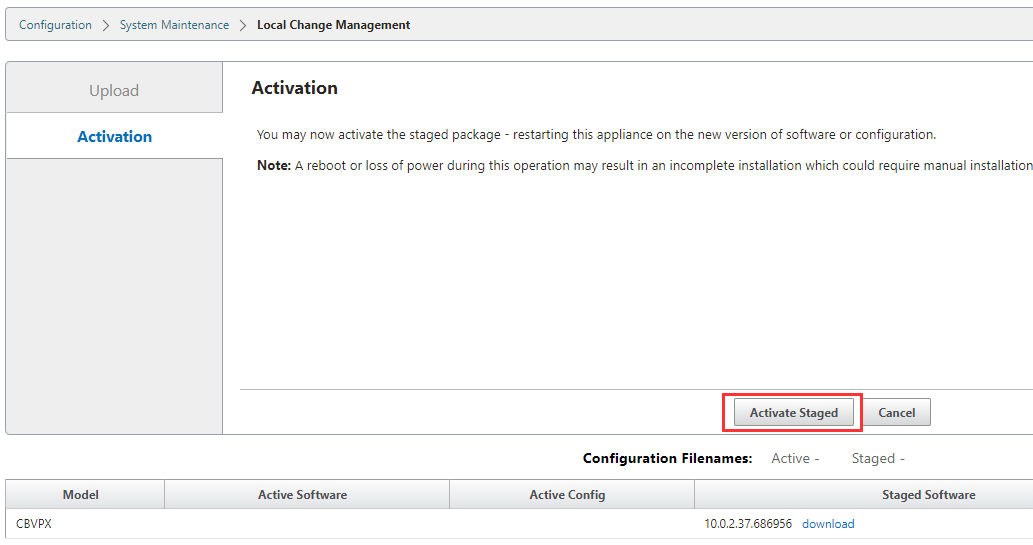 Configuration > System Maintenance > Local Change Management
Upload
Activation
Activation
You may now activate the staged package - restarting this appliance on the new version of software or configuration.
Note: A reboot or loss of power during this operation may result in an incomplete installation which could require manual installation
Activate Staged
Cancel
Configuration Filenames: Active - Staged -
Model Active Software Active Config Staged Software
CBVPX 10.0.2.37.686956 download